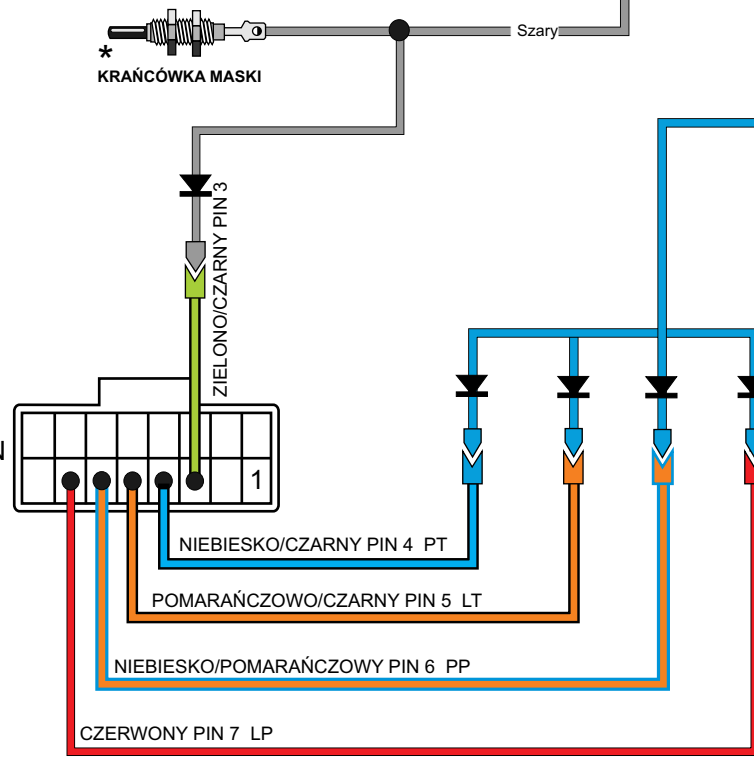 Szary
*
KRAŃCÓWKA MASKI
ZIELONO/CZARNY PIN 3
1
NIEBIESKO/CZARNY PIN 4 PT
POMARAŃCZOWO/CZARNY PIN 5 LT
NIEBIESKO/POMARAŃCZOWY PIN 6 PP
CZERWONY PIN 7 LP